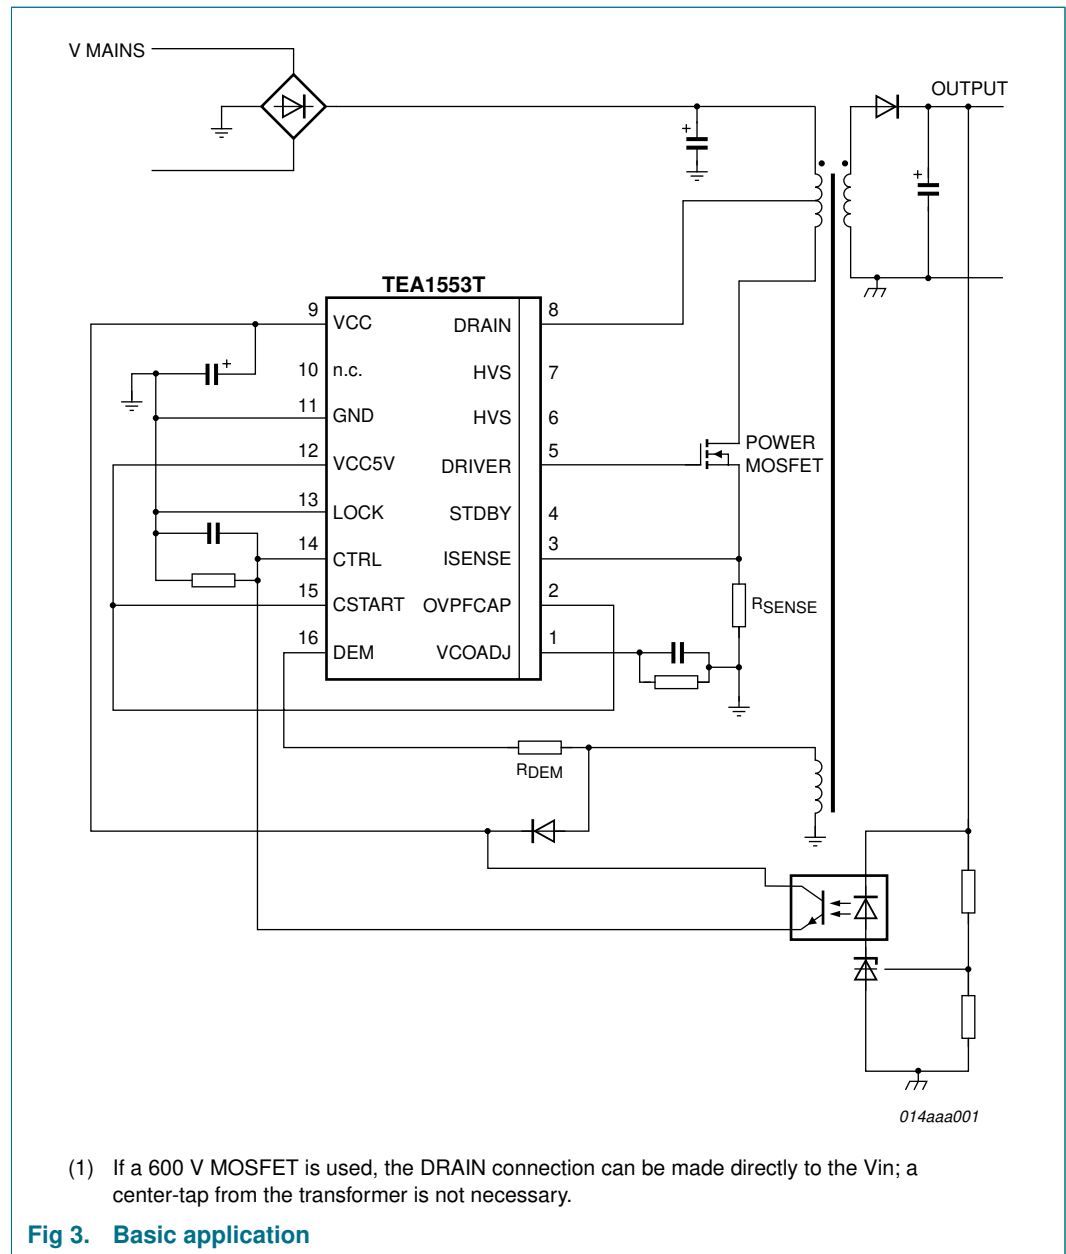 V MAINS
OUTPUT
TEA1553T
9 VCC DRAIN 8
10 n.c. HVS 7
11 GND HVS 6
12 VCC5V DRIVER 5
POWER
MOSFET
13 LOCK STDBY 4
14 CTRL ISENSE 3
15 CSTART OVPFCAP 2
RSENSE
16 DEM VCOADJ 1
RDEM
014aaa001
(1) If a 600 V MOSFET is used, the DRAIN connection can be made directly to the Vin; a
center-tap from the transformer is not necessary.
Fig 3. Basic application